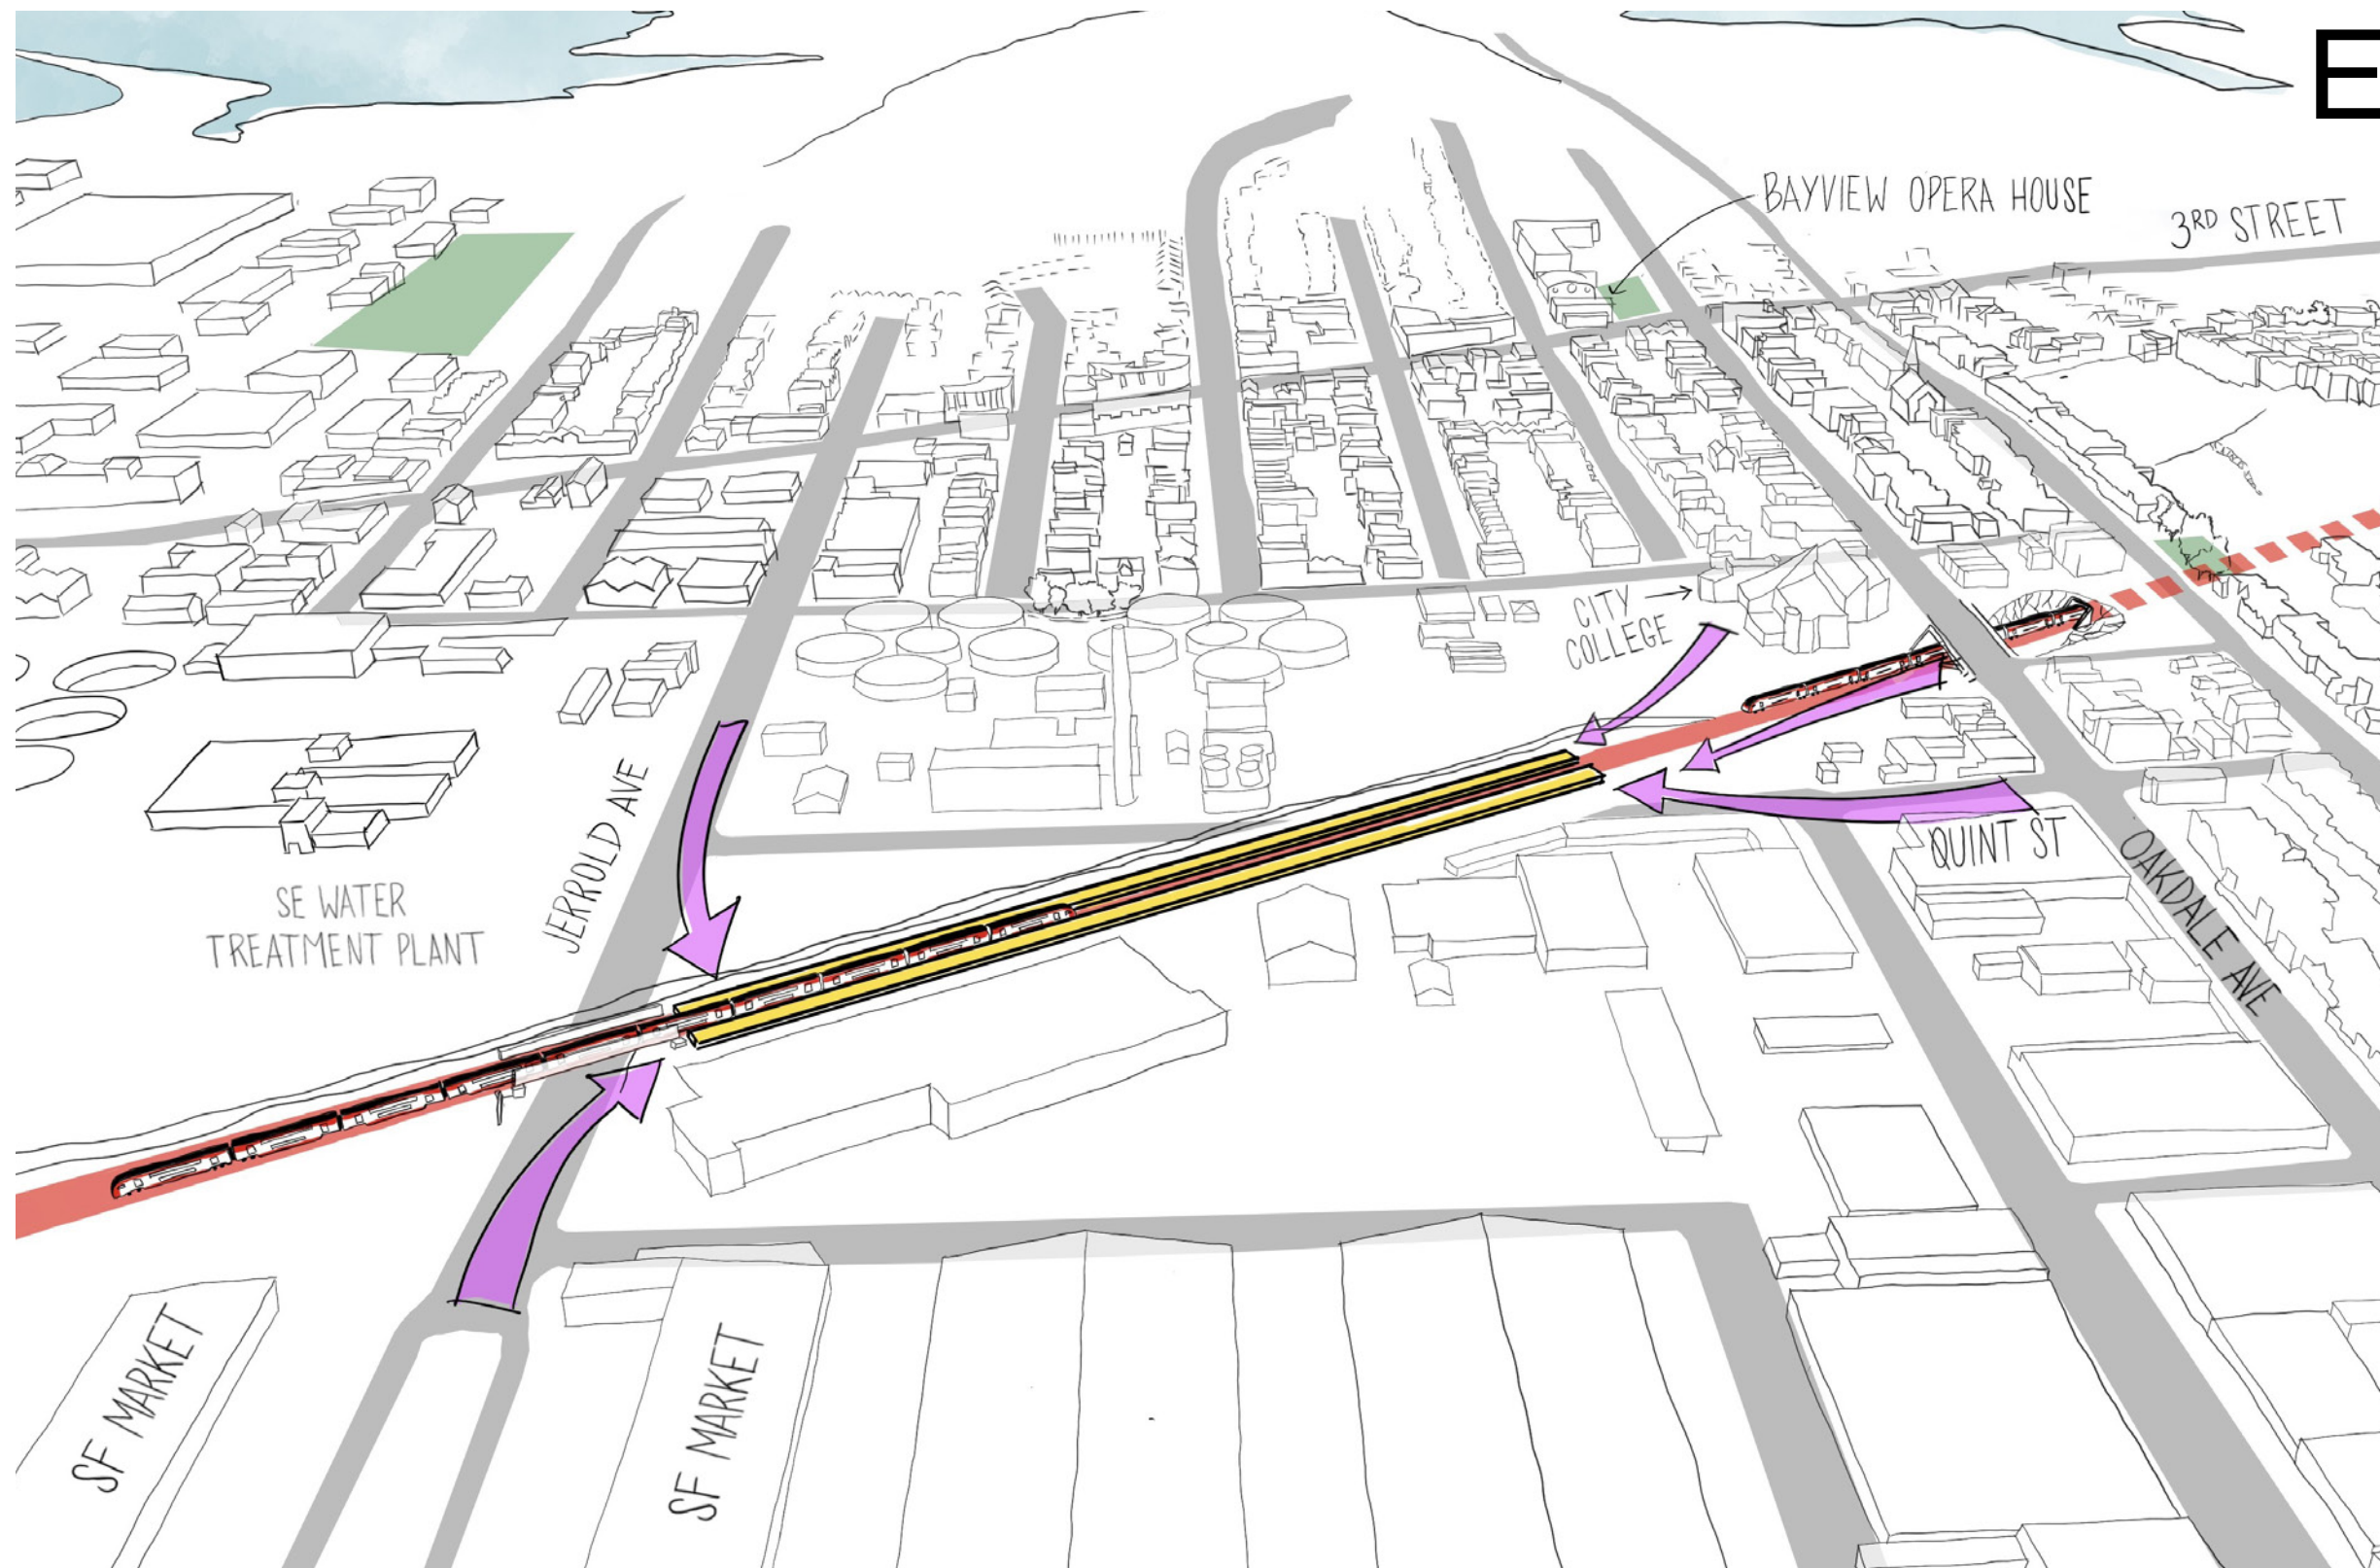 E
BAYVIEW OPERA HOUSE
3RD STREET
CITY
COLLEGE
JERROLD AVE
QUINT ST
OAKDALE AVE
SE WATER
TREATMENT PLANT
SF MARKET
SF MARKET